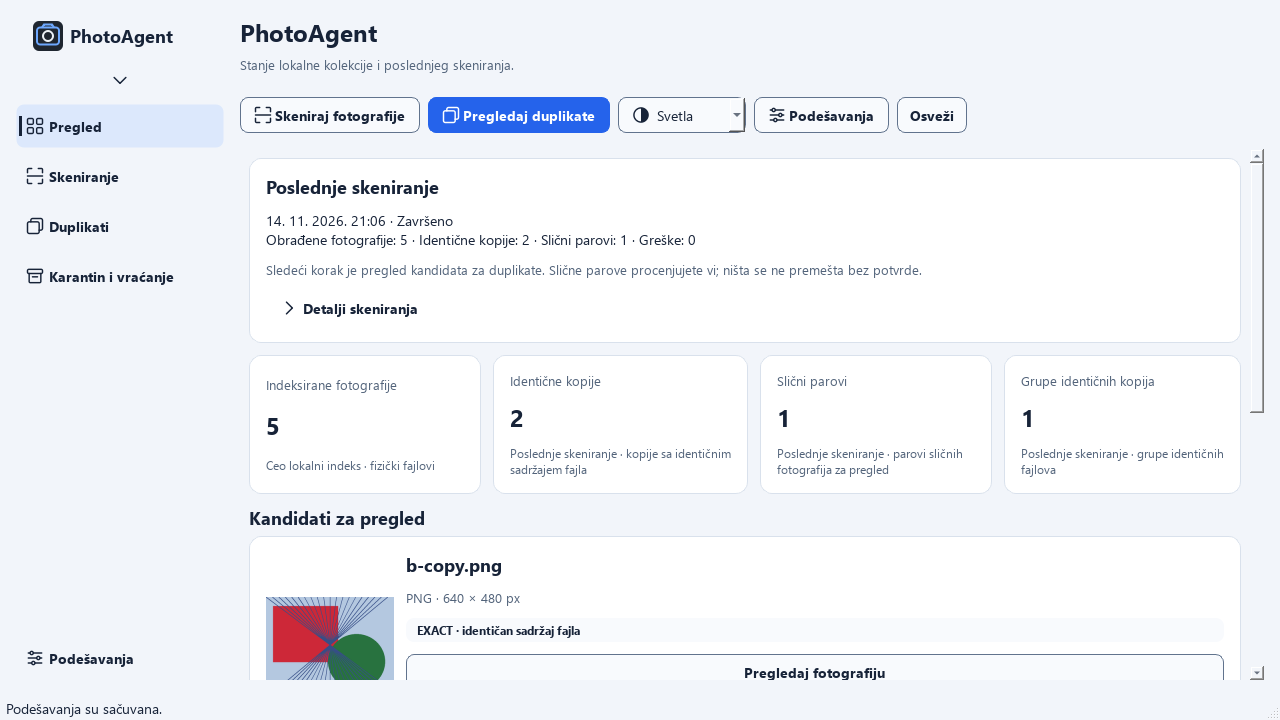 PhotoAgent
Pregled
Skeniranje
Duplikati
Karantin i vraćanje
Podešavanja
PhotoAgent
Stanje lokalne kolekcije i poslednjeg skeniranja.
Skeniraj fotografije
Pregledaj duplikate
Svetla
Podešavanja
Osveži
Poslednje skeniranje
14. 11. 2026. 21:06 · Završeno
Obrađene fotografije: 5 · Identične kopije: 2 · Slični parovi: 1 · Greške: 0
Sledeći korak je pregled kandidata za duplikate. Slične parove procenjujete vi; ništa se ne premešta bez potvrde.
Detalji skeniranja
Indeksirane fotografije
5
Ceo lokalni indeks · fizički fajlovi
Identične kopije
2
Poslednje skeniranje · kopije sa identičnim
sadržajem fajla
Slični parovi
1
Poslednje skeniranje · parovi sličnih
fotografija za pregled
Grupe identičnih kopija
1
Poslednje skeniranje · grupe identičnih
fajlova
Kandidati za pregled
b-copy.png
PNG · 640 × 480 px
EXACT · identičan sadržaj fajla
Pregledaj fotografiju
Podešavanja su sačuvana.